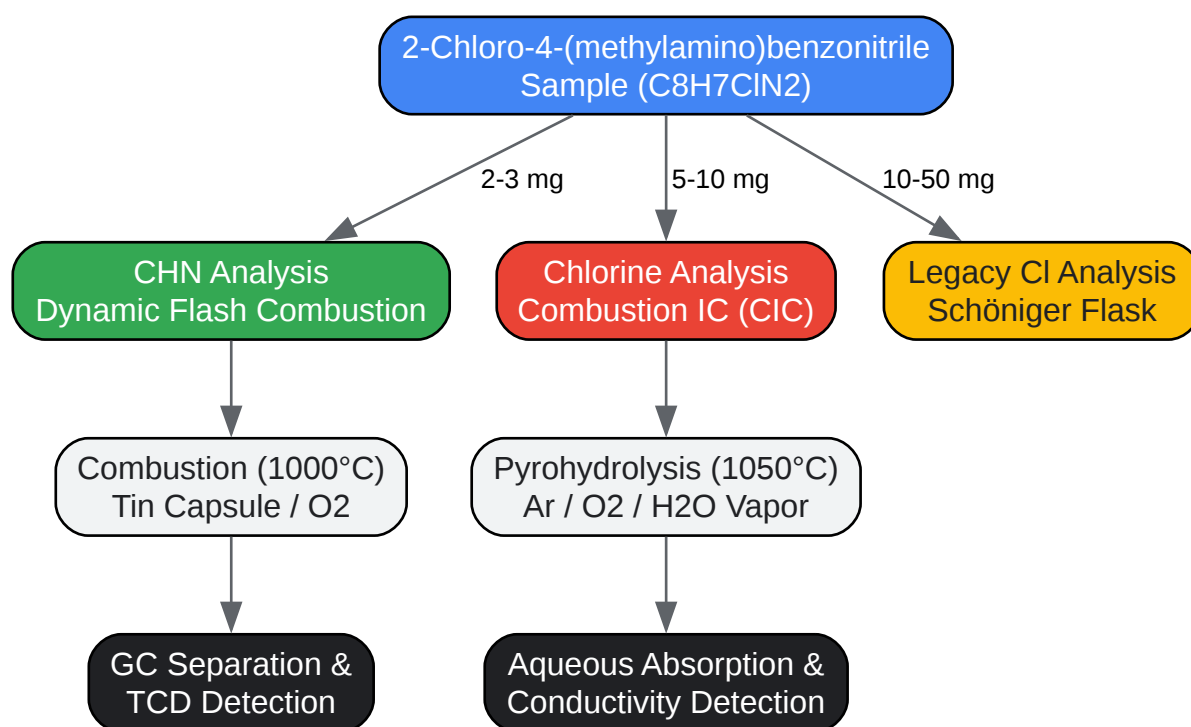 2-Chloro-4-(methylamino)benzonitrile
Sample (C8H7ClN2)
2-3 mg
5-10 mg
10-50 mg
CHN Analysis
Dynamic Flash Combustion
Chlorine Analysis
Combustion IC (CIC)
Legacy Cl Analysis
Schöniger Flask
Combustion (1000°C)
Tin Capsule / O2
Pyrohydrolysis (1050°C)
Ar / O2 / H2O Vapor
GC Separation &
TCD Detection
Aqueous Absorption &
Conductivity Detection